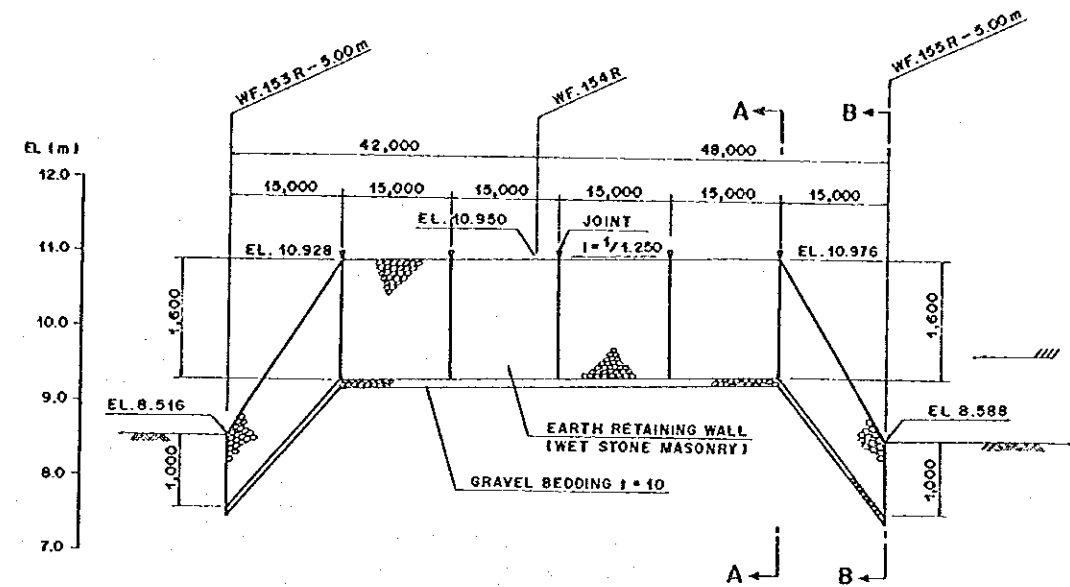 WF.153R-5.00m
WF.154R
WF.155R-5.00m
A
B
EL (m)
42,000
48,000
12.0
15,000
15,000
15,000
15,000
15,000
15,000
EL. 10.950
JOINT
11.0
EL. 10.928
I=1/1.250
EL.10.976
1,600
1,600
10.0
9.0
EL.8.516
EL 8.588
EARTH RETAINING WALL
(WET STONE MASONRY)
8.0
1,000
1,000
GRAVEL BEDDING t=10
7.0
A
B